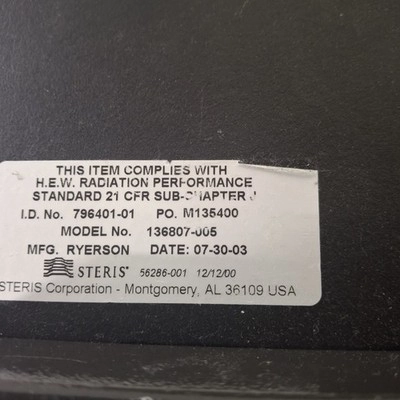 THIS ITEM COMPLIES WITH
H.E.W. RADIATION PERFORMANCE
STANDARD 21 CFR SUB-CHAPTER J
I.D. No. 796401-01 PO. M135400
MODEL No. 136807-005
MFG. RYERSON DATE: 07-30-03
STERIS® 56286-001 12/12/00
STERIS Corporation - Montgomery, AL 36109 USA